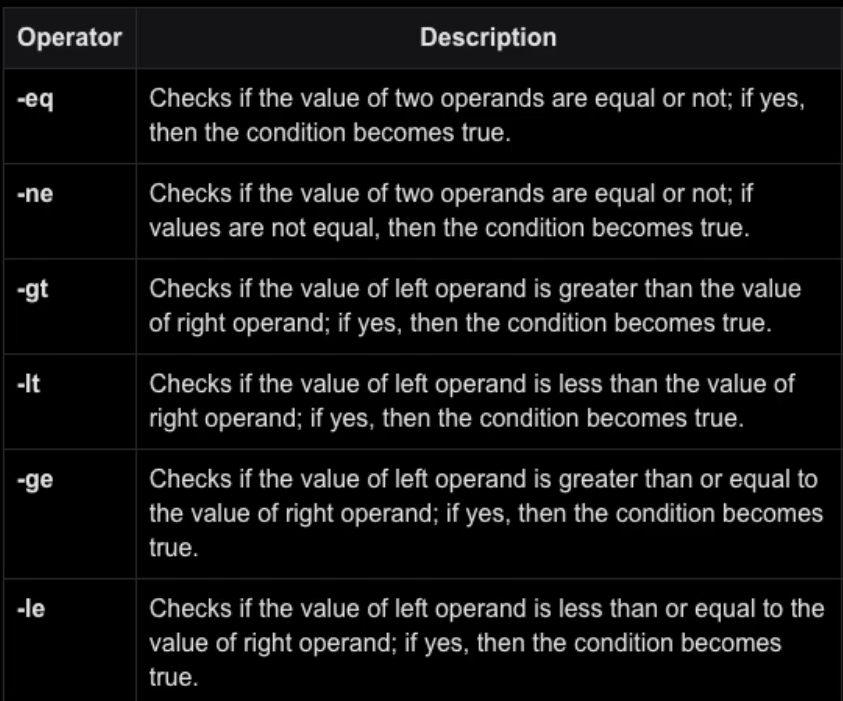 Operator Description
-eq Checks if the value of two operands are equal or not; if yes,
then the condition becomes true.
-ne Checks if the value of two operands are equal or not; if
values are not equal, then the condition becomes true.
-gt Checks if the value of left operand is greater than the value
of right operand; if yes, then the condition becomes true.
-lt Checks if the value of left operand is less than the value of
right operand; if yes, then the condition becomes true.
-ge Checks if the value of left operand is greater than or equal to
the value of right operand; if yes, then the condition becomes
true.
-le Checks if the value of left operand is less than or equal to the
value of right operand; if yes, then the condition becomes
true.